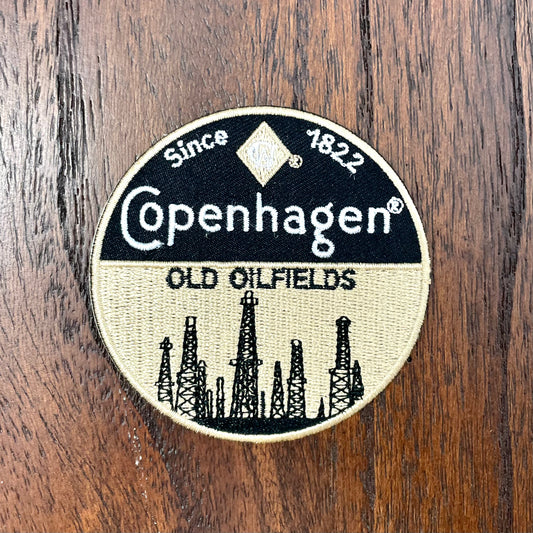 Since 1822
®
Copenhagen®
OLD OILFIELDS